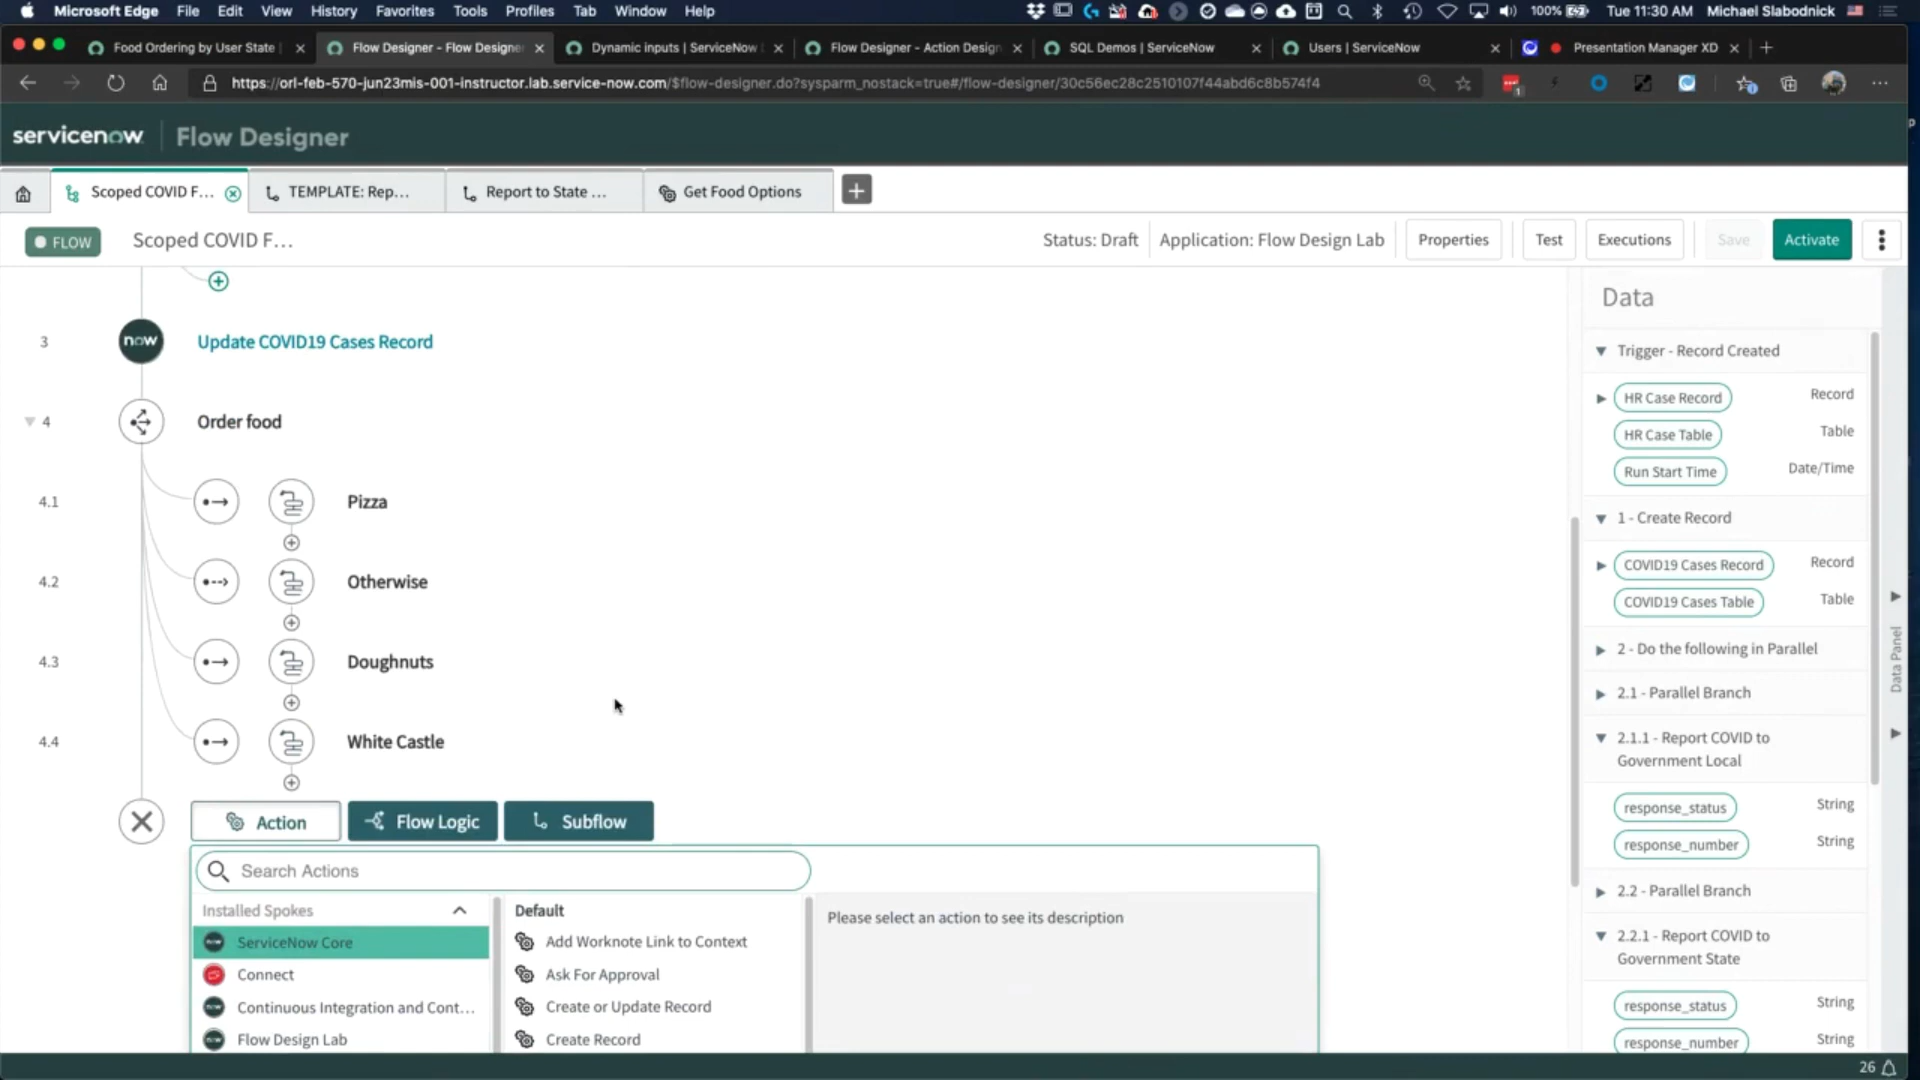 Microsoft Edge File Edit View History Favorites Tools Profiles Tab Window Help 100% Tue 11:30 AM Michael Slabodnick
Food Ordering by User State | Flow Designer - Flow Designe Dynamic inputs | ServiceNow Flow Designer - Action Design SQL Demos | ServiceNow Users | ServiceNow Presentation Manager XD
https://orl-feb-570-jun23mis-001-instructor.lab.service-now.com/$flow-designer.do?sysparm_nostack=true#/flow-designer/30c56ec28c2510107f44abd6c8b574f4
servicenow Flow Designer
Scoped COVID F... TEMPLATE: Rep... Report to State ... Get Food Options
FLOW Scoped COVID F... Status: Draft Application: Flow Design Lab Properties Test Executions Save Activate
3 now Update COVID19 Cases Record
4 Order food
4.1 Pizza
4.2 Otherwise
4.3 Doughnuts
4.4 White Castle
Action Flow Logic Subflow
Search Actions
Installed Spokes
ServiceNow Core
Connect
Continuous Integration and Cont...
Flow Design Lab
Default
Add Worknote Link to Context
Ask For Approval
Create or Update Record
Create Record
Please select an action to see its description
Data
Trigger - Record Created
HR Case Record Record
HR Case Table Table
Run Start Time Date/Time
1 - Create Record
COVID19 Cases Record Record
COVID19 Cases Table Table
2 - Do the following in Parallel
2.1 - Parallel Branch
2.1.1 - Report COVID to
Government Local
response_status String
response_number String
2.2 - Parallel Branch
2.2.1 - Report COVID to
Government State
response_status String
response_number String
Data Panel
26